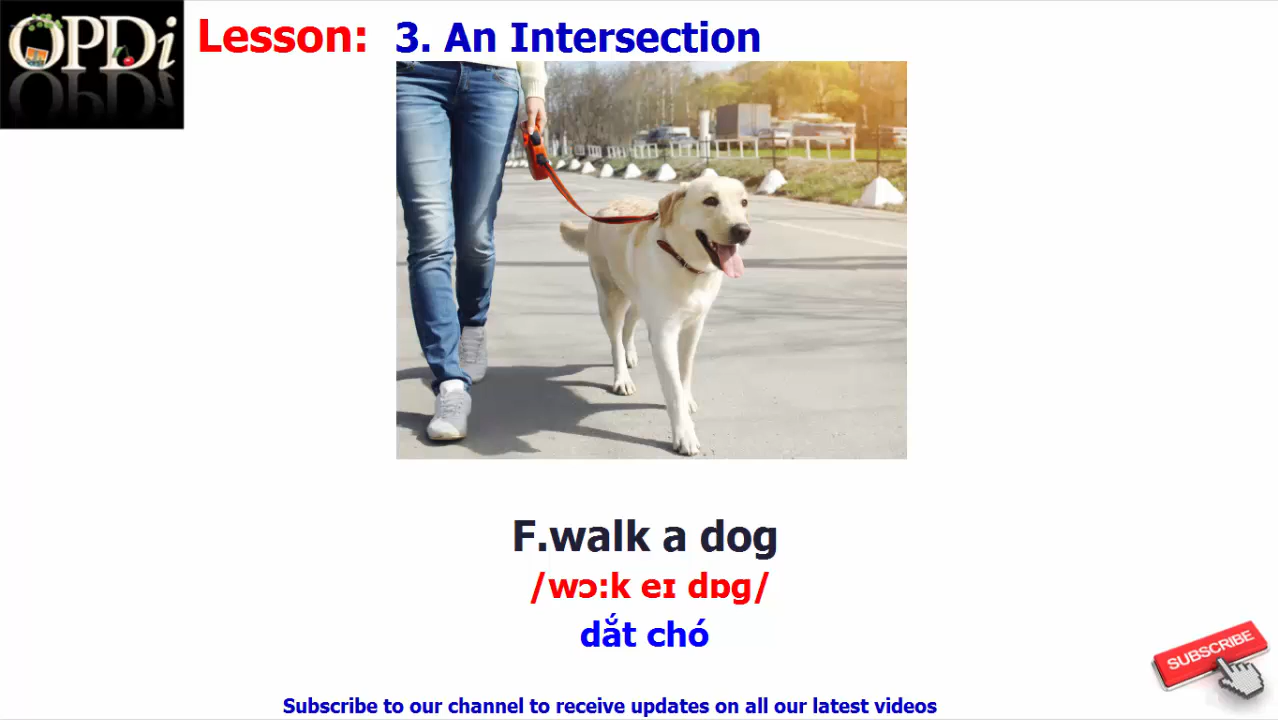 OPDi
Lesson: 3. An Intersection
F.walk a dog
/wɔːk eɪ dɒg/
dắt chó
SUBSCRIBE
Subscribe to our channel to receive updates on all our latest videos